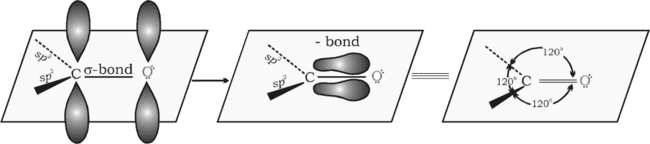 sp²
sp²
C σ-bond O
- bond
sp²
sp²
C O
120°
120°
120°
C O